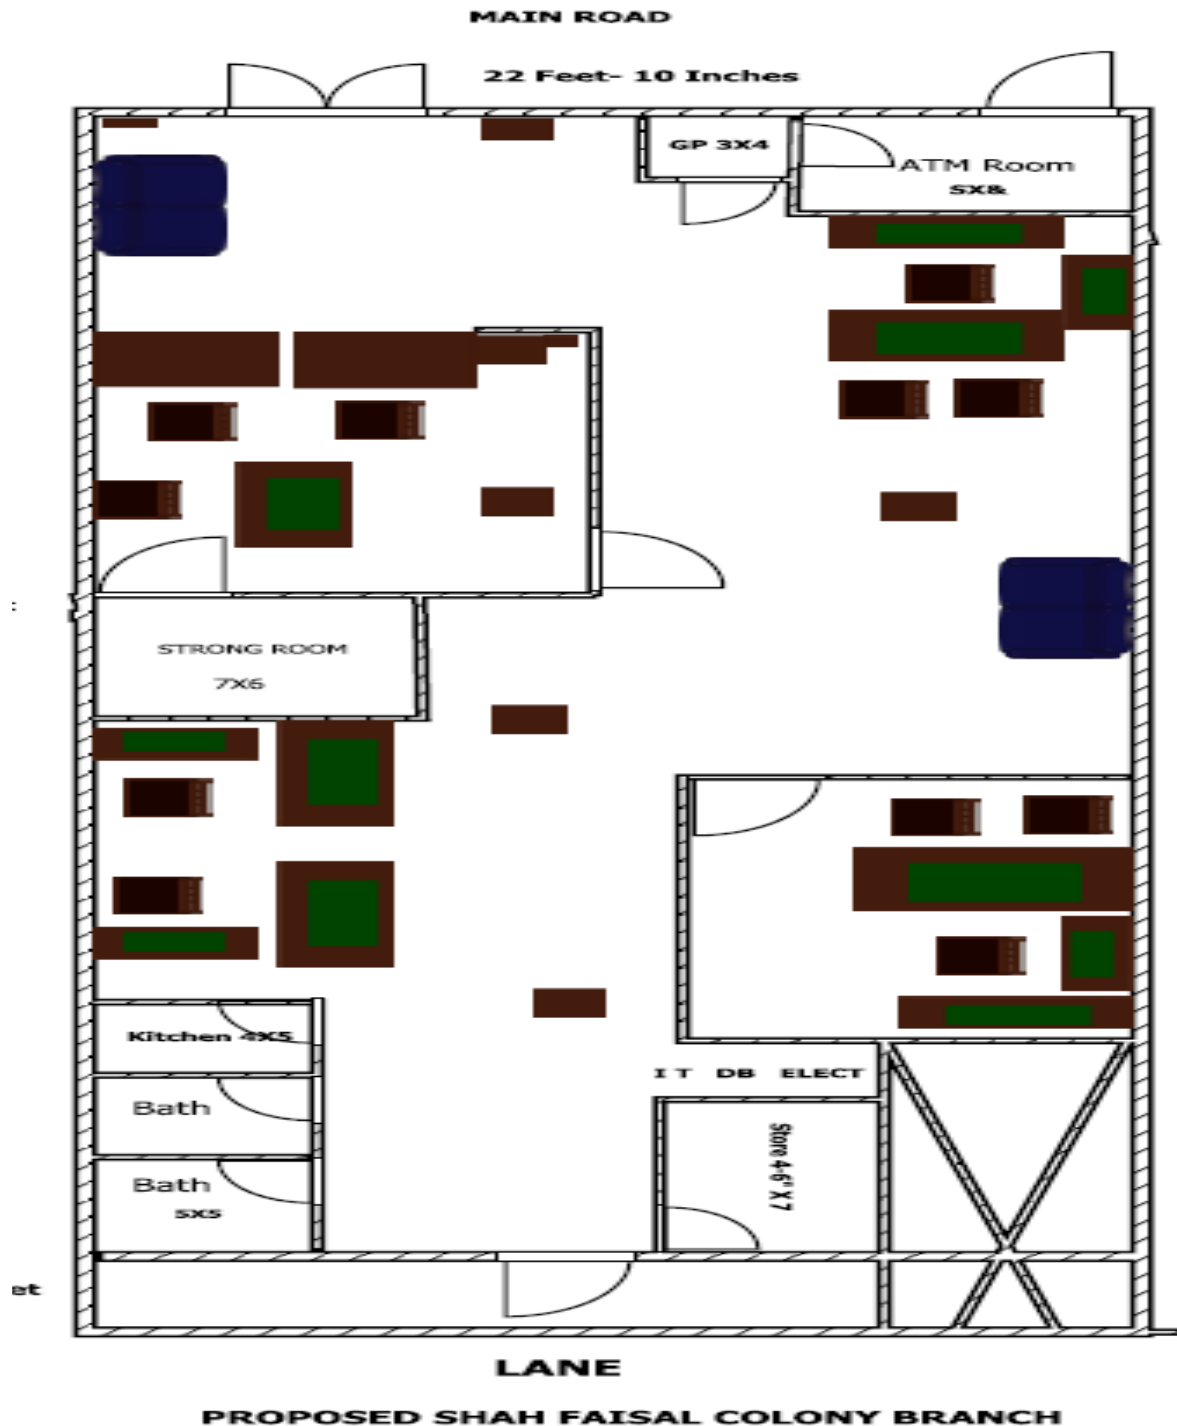 MAIN ROAD
22 Feet- 10 Inches
GP 3X4
ATM Room
5X8&
STRONG ROOM
7X6
Kitchen 4X5
I T DB ELECT
Bath
Store 4-6" X 7
Bath
5X5
et
LANE
PROPOSED SHAH FAISAL COLONY BRANCH